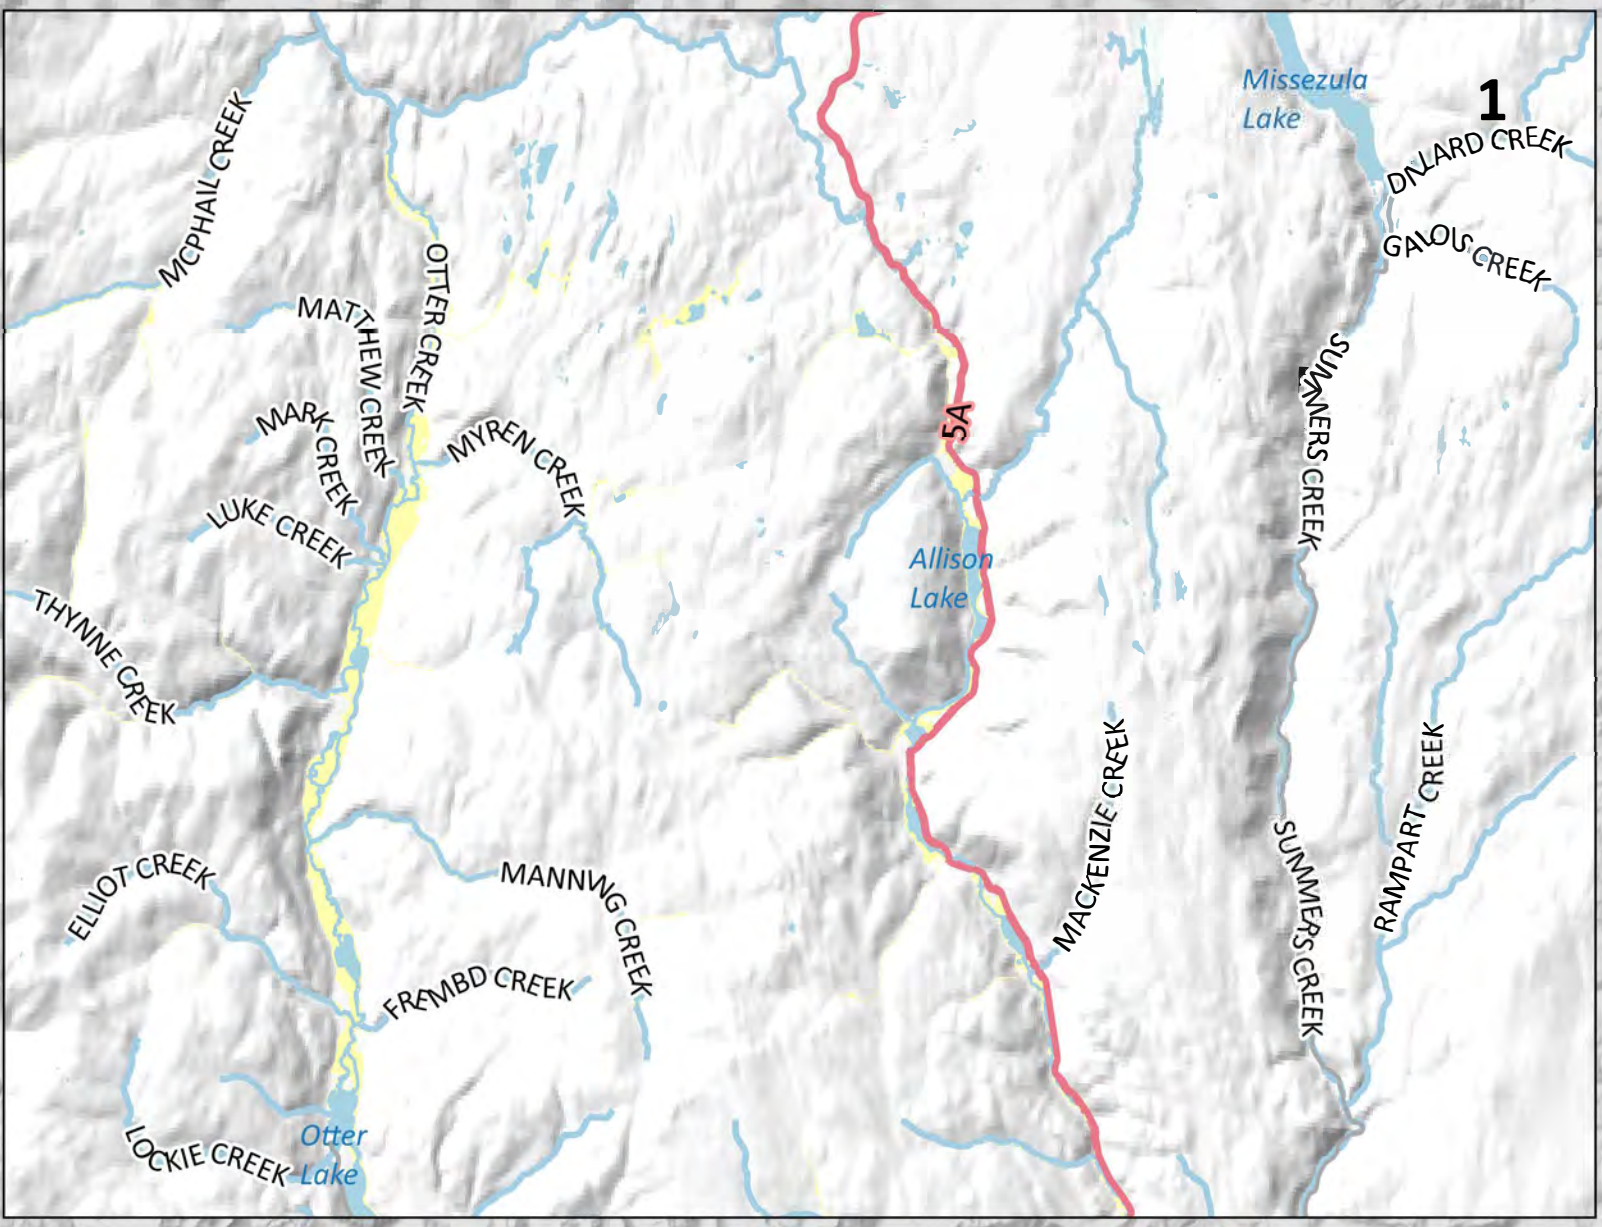 Missezula
Lake
1
DILLARD CREEK
MCPHAIL CREEK
GALOIS CREEK
OTTER CREEK
MATTHEW CREEK
SUMMERS CREEK
MARK CREEK
MYREN CREEK
5A
LUKE CREEK
Allison
Lake
THYNNE CREEK
MACKENZIE CREEK
RAMPART CREEK
SUMMERS CREEK
ELLIOT CREEK
MANNING CREEK
FREMBD CREEK
LOCKIE CREEK
Otter
Lake